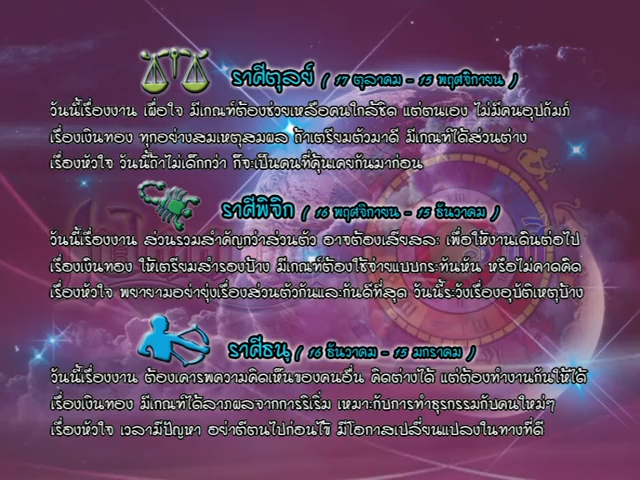 ราศีตุลย์ ( 17 ตุลาคม - 15 พฤศจิกายน )
วันนี้เรื่องงาน เผื่อใจ มีเกณฑ์ต้องช่วยเหลือคนใกล้ชิด แต่ตนเอง ไม่มีคนอุปถัมภ์
เรื่องเงินทอง ทุกอย่างสมเหตุสมผล ถ้าเตรียมตัวมาดี มีเกณฑ์ได้ส่วนต่าง
เรื่องหัวใจ วันนี้ถ้าไม่เด็กกว่า ก็จะเป็นคนที่คุ้นเคยกันมาก่อน
ราศีพิจิก ( 16 พฤศจิกายน - 15 ธันวาคม )
วันนี้เรื่องงาน ส่วนรวมสำคัญกว่าส่วนตัว อาจต้องเสียสละ เพื่อให้งานเดินต่อไป
เรื่องเงินทอง ให้เตรียมสำรองบ้าง มีเกณฑ์ต้องใช้จ่ายแบบกระทันหัน หรือไม่คาดคิด
เรื่องหัวใจ พยายามอย่ายุ่งเรื่องส่วนตัวกันและกันดีที่สุด วันนี้ระวังเรื่องอุบัติเหตุบ้าง
ราศีธนู ( 16 ธันวาคม - 15 มกราคม )
วันนี้เรื่องงาน ต้องเคารพความคิดเห็นของคนอื่น คิดต่างได้ แต่ต้องทำงานกันให้ได้
เรื่องเงินทอง มีเกณฑ์ได้ลาภผลจากการริเริ่ม เหมาะกับการทำธุรกรรมกับคนใหม่ๆ
เรื่องหัวใจ เวลามีปัญหา อย่าตีตนไปก่อนไข้ มีโอกาสเปลี่ยนแปลงในทางที่ดี